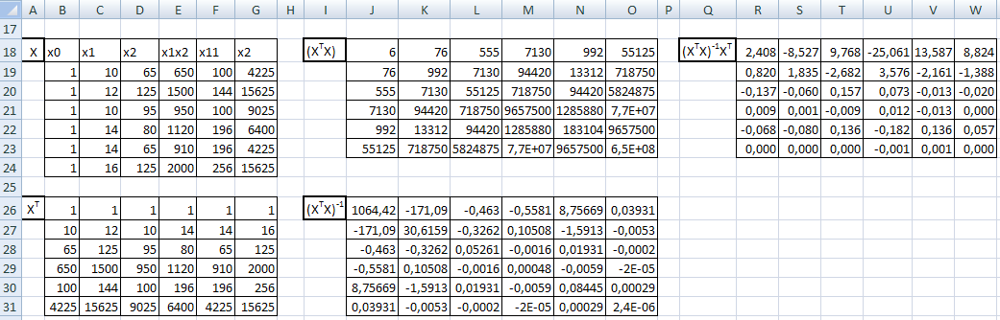 A B C D E F G H I J K L M N O P Q R S T U V W
17
18 X x0 x1 x2 x1x2 x11 x2 (XᵀX) 6 76 555 7130 992 55125 (XᵀX)⁻¹Xᵀ 2,408 -8,527 9,768 -25,061 13,587 8,824
19 1 10 65 650 100 4225 76 992 7130 94420 13312 718750 0,820 1,835 -2,682 3,576 -2,161 -1,388
20 1 12 125 1500 144 15625 555 7130 55125 718750 94420 5824875 -0,137 -0,060 0,157 0,073 -0,013 -0,020
21 1 10 95 950 100 9025 7130 94420 718750 9657500 1285880 7,7E+07 0,009 0,001 -0,009 0,012 -0,013 0,000
22 1 14 80 1120 196 6400 992 13312 94420 1285880 183104 9657500 -0,068 -0,080 0,136 -0,182 0,136 0,057
23 1 14 65 910 196 4225 55125 718750 5824875 7,7E+07 9657500 6,5E+08 0,000 0,000 0,000 -0,001 0,001 0,000
24 1 16 125 2000 256 15625
25
26 Xᵀ 1 1 1 1 1 1 (XᵀX)⁻¹ 1064,42 -171,09 -0,463 -0,5581 8,75669 0,03931
27 10 12 10 14 14 16 -171,09 30,6159 -0,3262 0,10508 -1,5913 -0,0053
28 65 125 95 80 65 125 -0,463 -0,3262 0,05261 -0,0016 0,01931 -0,0002
29 650 1500 950 1120 910 2000 -0,5581 0,10508 -0,0016 0,00048 -0,0059 -2E-05
30 100 144 100 196 196 256 8,75669 -1,5913 0,01931 -0,0059 0,08445 0,00029
31 4225 15625 9025 6400 4225 15625 0,03931 -0,0053 -0,0002 -2E-05 0,00029 2,4E-06